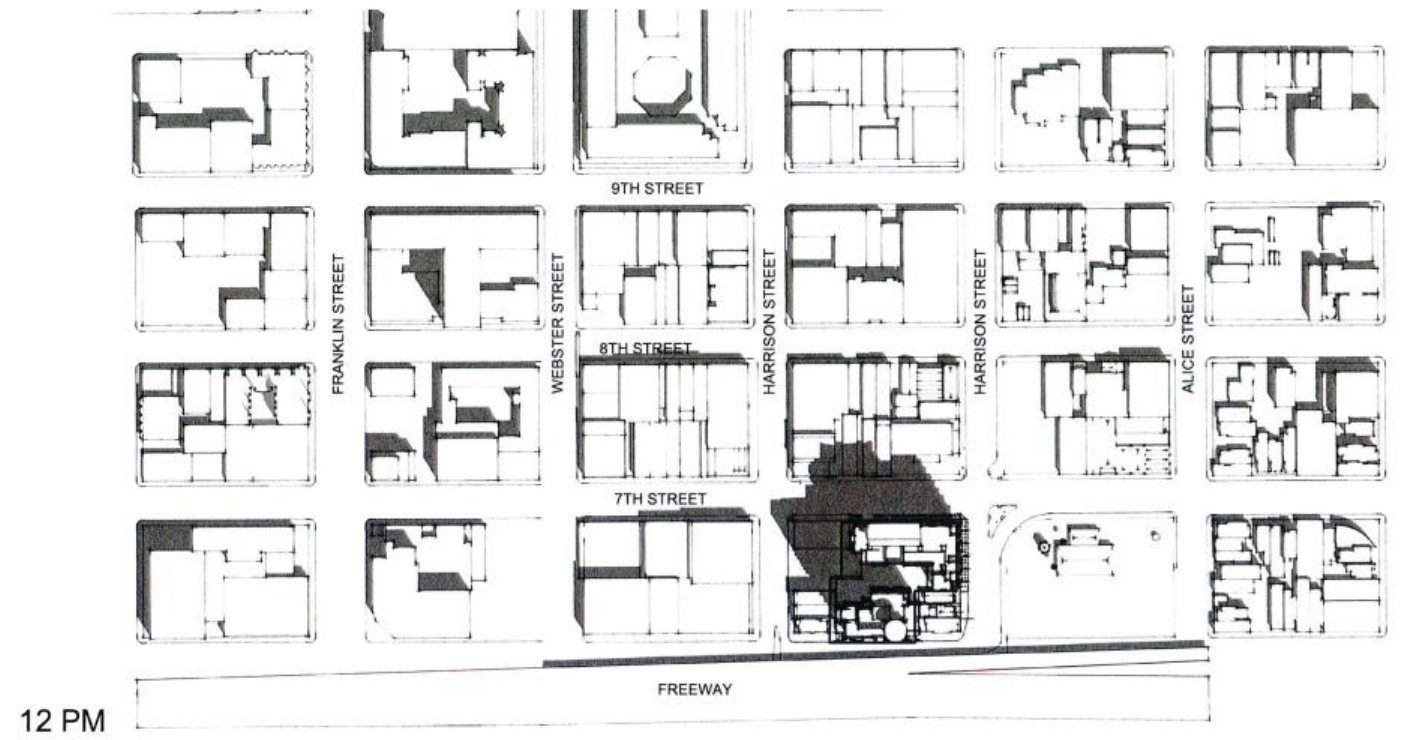 9TH STREET
FRANKLIN STREET
WEBSTER STREET
HARRISON STREET
HARRISON STREET
ALICE STREET
8TH STREET
7TH STREET
FREEWAY
12 PM